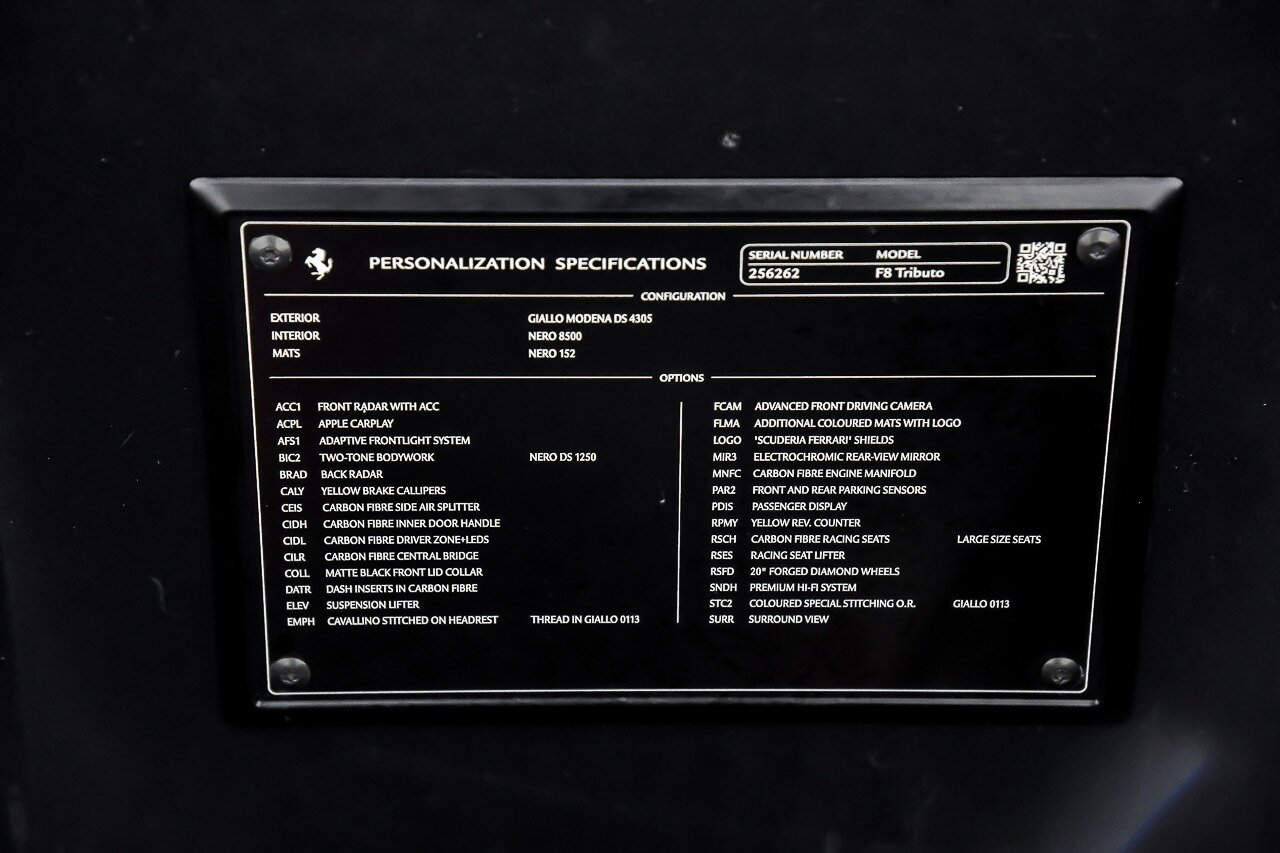 PERSONALIZATION SPECIFICATIONS
SERIAL NUMBER MODEL
256262 F8 Tributo
CONFIGURATION
EXTERIOR GIALLO MODENA DS 4305
INTERIOR NERO 8500
MATS NERO 152
OPTIONS
ACC1 FRONT RADAR WITH ACC
ACPL APPLE CARPLAY
AFS1 ADAPTIVE FRONTLIGHT SYSTEM
BIC2 TWO-TONE BODYWORK NERO DS 1250
BRAD BACK RADAR
CALY YELLOW BRAKE CALLIPERS
CEIS CARBON FIBRE SIDE AIR SPLITTER
CIDH CARBON FIBRE INNER DOOR HANDLE
CIDL CARBON FIBRE DRIVER ZONE+LEDS
CILR CARBON FIBRE CENTRAL BRIDGE
COLL MATTE BLACK FRONT LID COLLAR
DATR DASH INSERTS IN CARBON FIBRE
ELEV SUSPENSION LIFTER
EMPH CAVALLINO STITCHED ON HEADREST THREAD IN GIALLO 0113
FCAM ADVANCED FRONT DRIVING CAMERA
FLMA ADDITIONAL COLOURED MATS WITH LOGO
LOGO 'SCUDERIA FERRARI' SHIELDS
MIR3 ELECTROCHROMIC REAR-VIEW MIRROR
MNFC CARBON FIBRE ENGINE MANIFOLD
PAR2 FRONT AND REAR PARKING SENSORS
PDIS PASSENGER DISPLAY
RPMY YELLOW REV. COUNTER
RSCH CARBON FIBRE RACING SEATS LARGE SIZE SEATS
RSES RACING SEAT LIFTER
RSFD 20" FORGED DIAMOND WHEELS
SNDH PREMIUM HI-FI SYSTEM
STC2 COLOURED SPECIAL STITCHING O.R. GIALLO 0113
SURR SURROUND VIEW